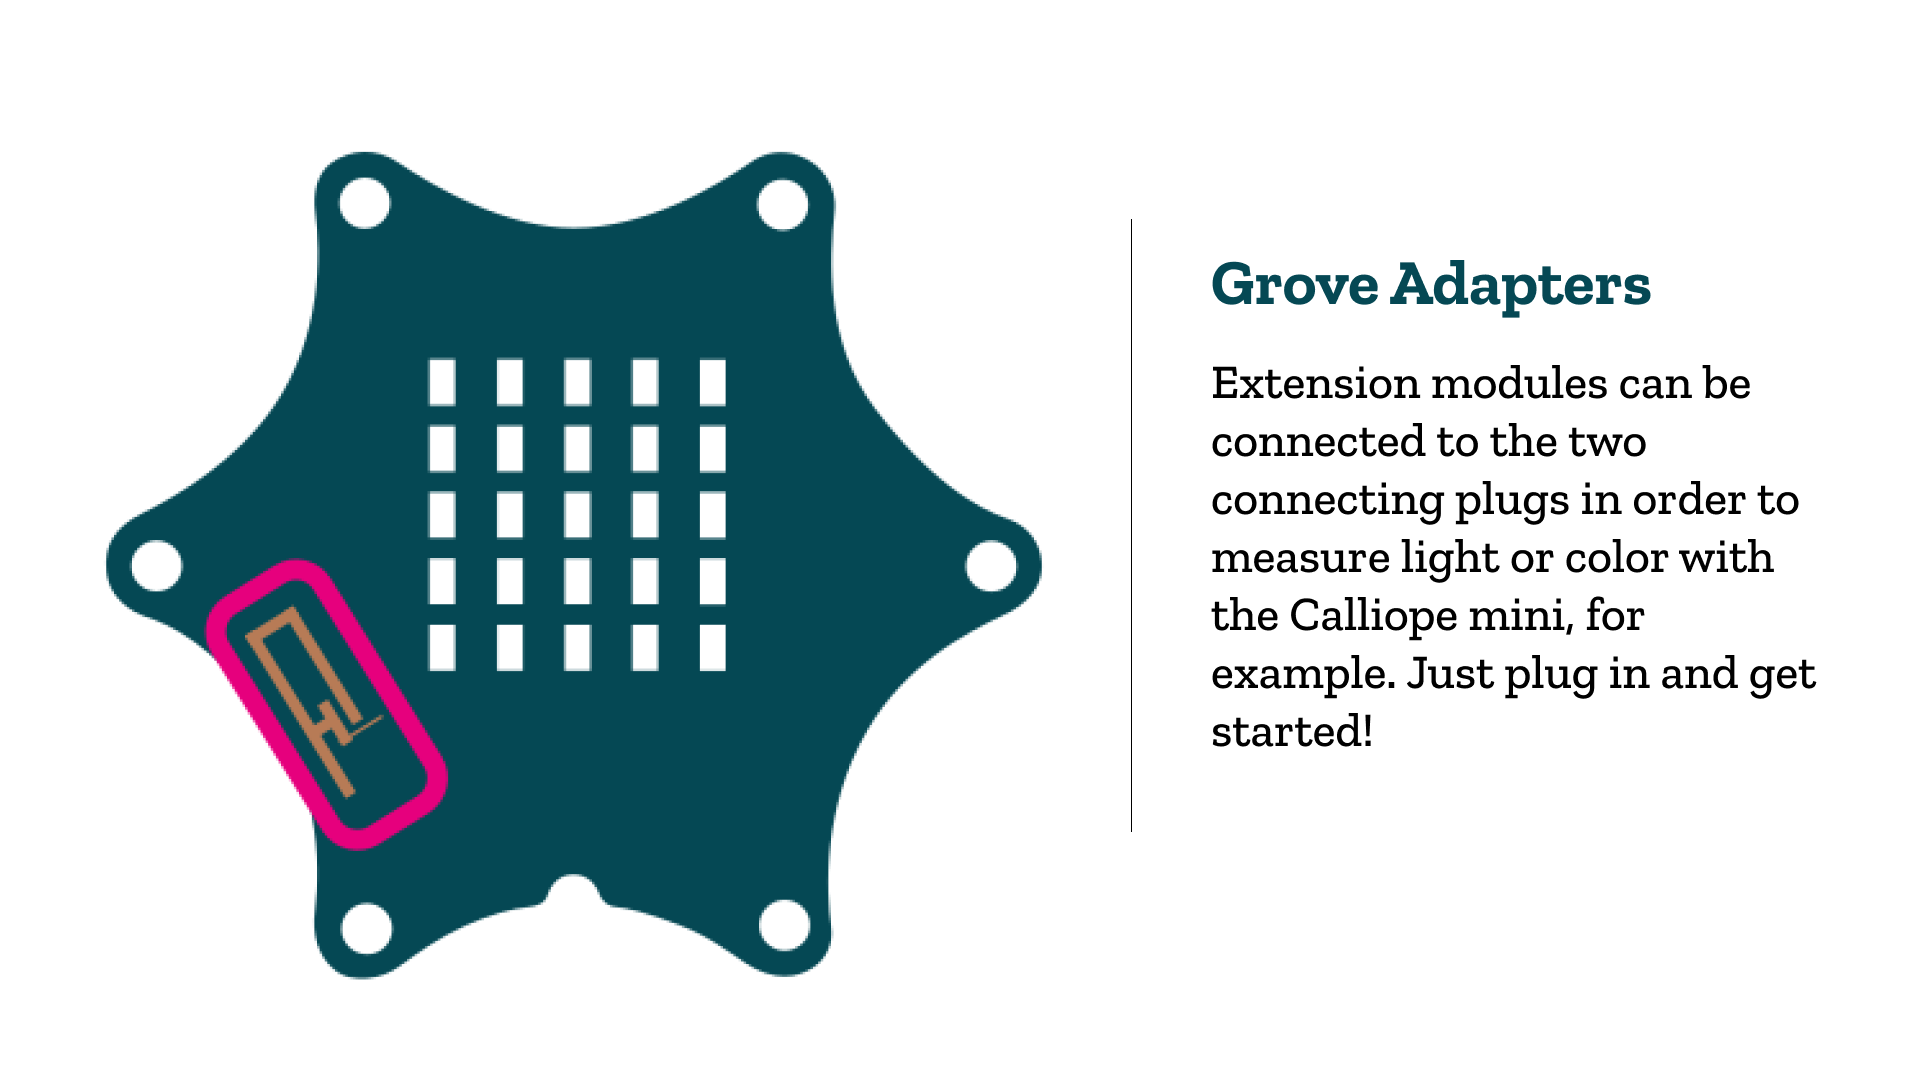 Grove Adapters
Extension modules can be
connected to the two
connecting plugs in order to
measure light or color with
the Calliope mini, for
example. Just plug in and get
started!